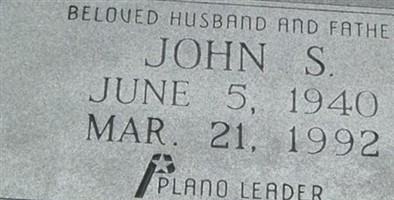 BELOVED HUSBAND AND FATHE
JOHN S.
JUNE 5, 1940
MAR. 21, 1992
PLANO LEADER